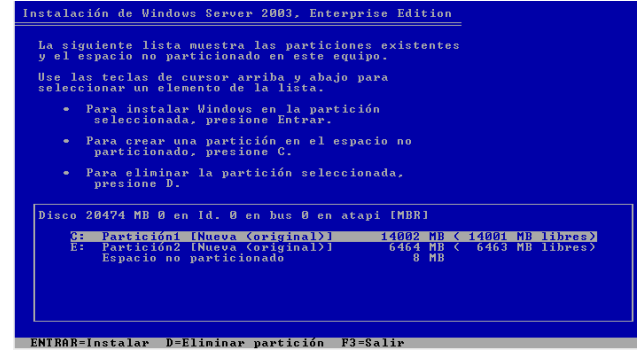 Instalación de Windows Server 2003, Enterprise Edition
La siguiente lista muestra las particiones existentes
y el espacio no particionado en este equipo.
Use las teclas de cursor arriba y abajo para
seleccionar un elemento de la lista.
• Para instalar Windows en la partición
seleccionada, presione Entrar.
• Para crear una partición en el espacio no
particionado, presione C.
• Para eliminar la partición seleccionada,
presione D.
Disco 20474 MB 0 en Id. 0 en bus 0 en atapi [MBR]
C: Partición1 [Nueva (original)] 14002 MB ( 14001 MB libres)
E: Partición2 [Nueva (original)] 6464 MB ( 6463 MB libres)
Espacio no particionado 8 MB
ENTRAR=Instalar D=Eliminar partición F3=Salir